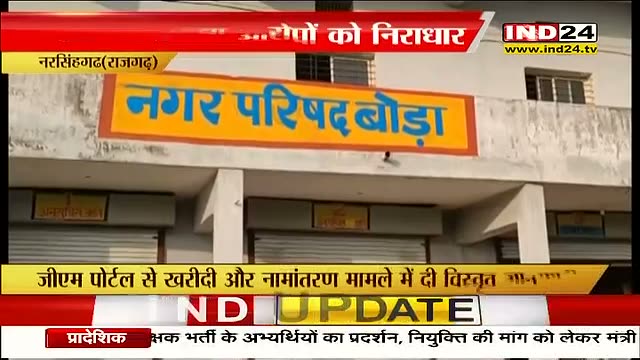 आरोपों को निराधार
IND24
www.ind24.tv
नरसिंहगढ(राजगढ़)
नगर परिषद बोड़ा
जीएम पोर्टल से खरीदी और नामांतरण मामले में दी विस्तृत
IND UPDATE
प्रादेशिक
क्षक भर्ती के अभ्यर्थियों का प्रदर्शन, नियुक्ति की मांग को लेकर मंत्री